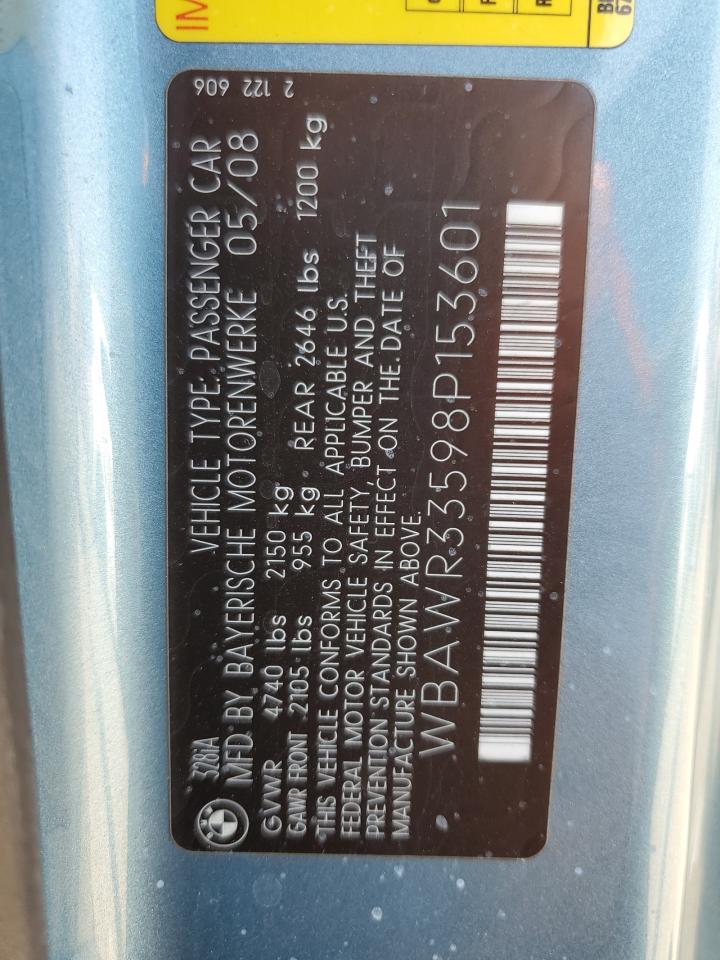 IM
328iA
VEHICLE TYPE: PASSENGER CAR
2 122 606
MFD BY BAYERISCHE MOTORENWERKE 05/08
GVWR 4740 lbs 2150 kg
GAWR FRONT 2105 lbs 955 kg REAR 2646 lbs 1200 kg
THIS VEHICLE CONFORMS TO ALL APPLICABLE U.S.
FEDERAL MOTOR VEHICLE SAFETY, BUMPER AND THEFT
PREVENTION STANDARDS IN EFFECT ON THE DATE OF
MANUFACTURE SHOWN ABOVE.
WBAWR33598P153601